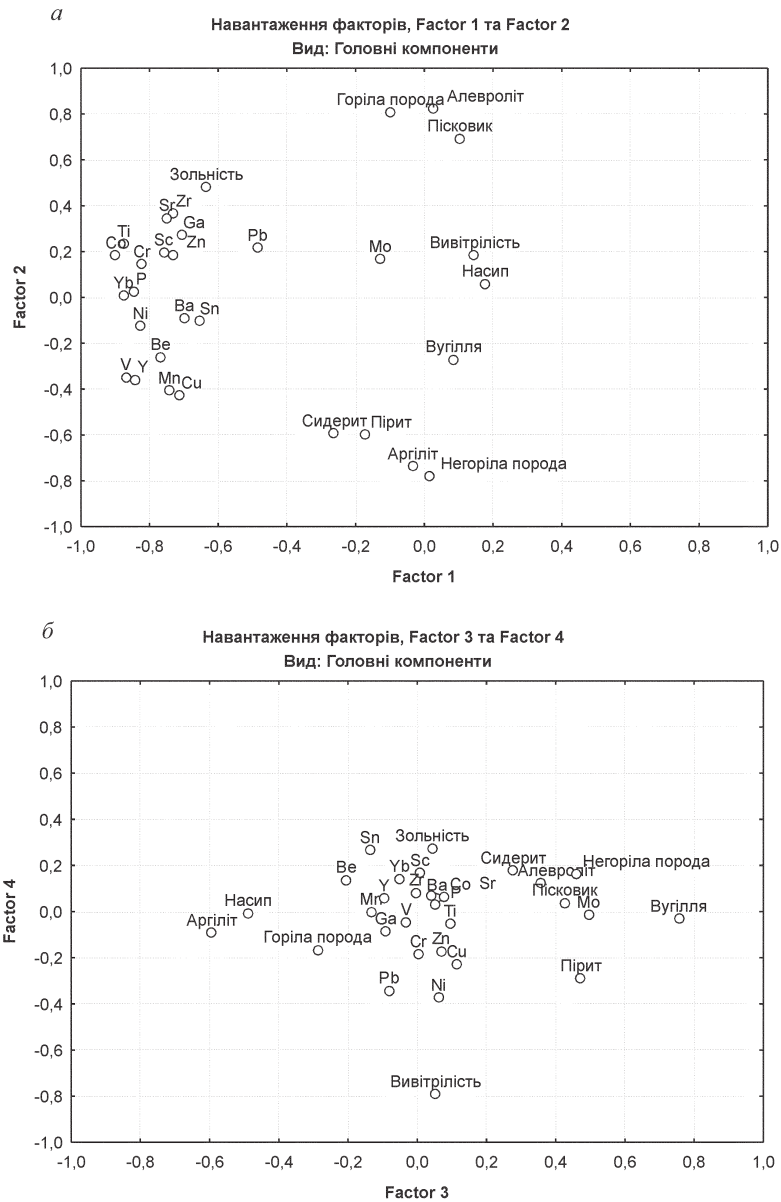 а
Навантаження факторів, Factor 1 та Factor 2
Вид: Головні компоненти
1,0
Горіла порода Алевроліт
0,8
Пісковик
0,6
Зольність
0,4
Sr Zr
Ga
Co Ti Cr Sc Zn Pb Mo Вивітрілість
0,2
Насип
Yb P
0,0
Ni Ba Sn
Be Вугілля
-0,2
V Y Mn Cu
-0,4
Сидерит Пірит
-0,6
Аргіліт Негоріла порода
-0,8
-1,0
-1,0 -0,8 -0,6 -0,4 -0,2 0,0 0,2 0,4 0,6 0,8 1,0
Factor 1
Factor 2
б
Навантаження факторів, Factor 3 та Factor 4
Вид: Головні компоненти
1,0
0,8
0,6
0,4
Sn Зольність
Be Yb Sc Сидерит Негоріла порода
0,2
Y Zr Ba Co Sr Алевроліт
Насип Mn P Пісковик Mo Вугілля
0,0
Аргіліт Ga V Ti
Горіла порода Cr Zn Cu
-0,2
Pb Ni Пірит
-0,4
-0,6
Вивітрілість
-0,8
-1,0
-1,0 -0,8 -0,6 -0,4 -0,2 0,0 0,2 0,4 0,6 0,8 1,0
Factor 3
Factor 4